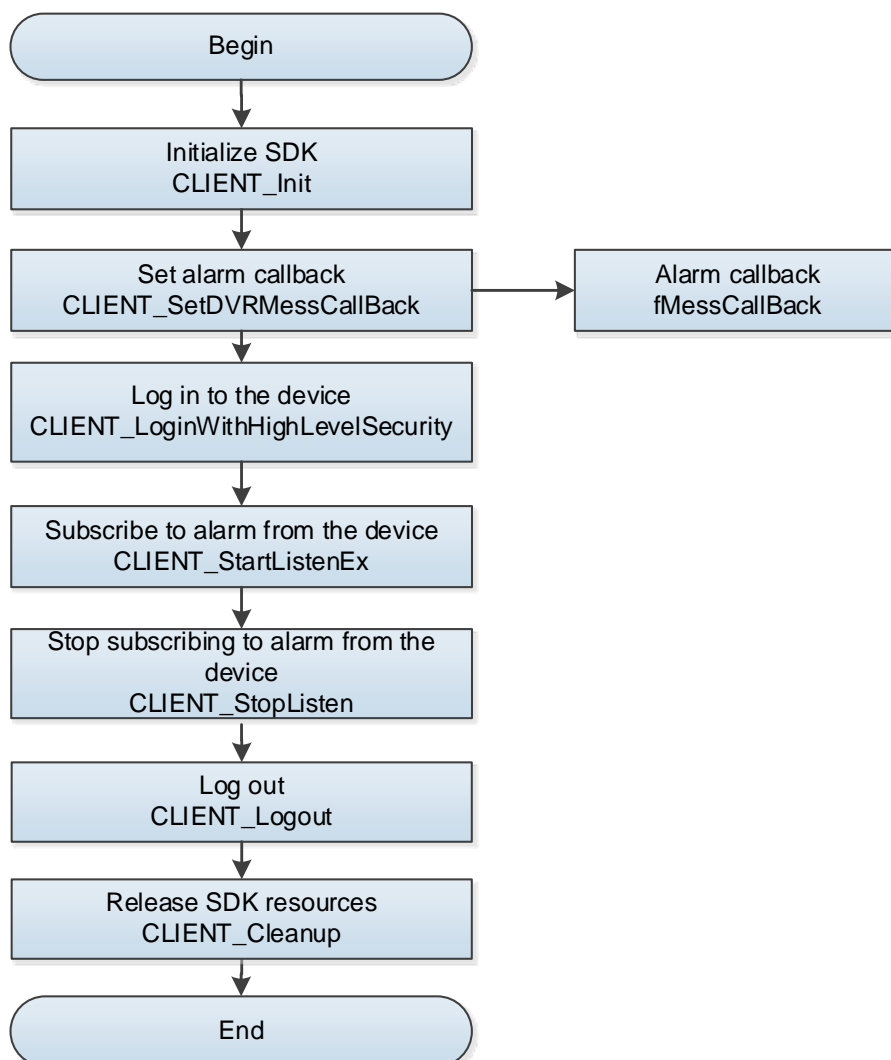 Begin
Initialize SDK
CLIENT_Init
Set alarm callback
CLIENT_SetDVRMessCallBack
Alarm callback
fMessCallBack
Log in to the device
CLIENT_LoginWithHighLevelSecurity
Subscribe to alarm from the device
CLIENT_StartListenEx
Stop subscribing to alarm from the
device
CLIENT_StopListen
Log out
CLIENT_Logout
Release SDK resources
CLIENT_Cleanup
End